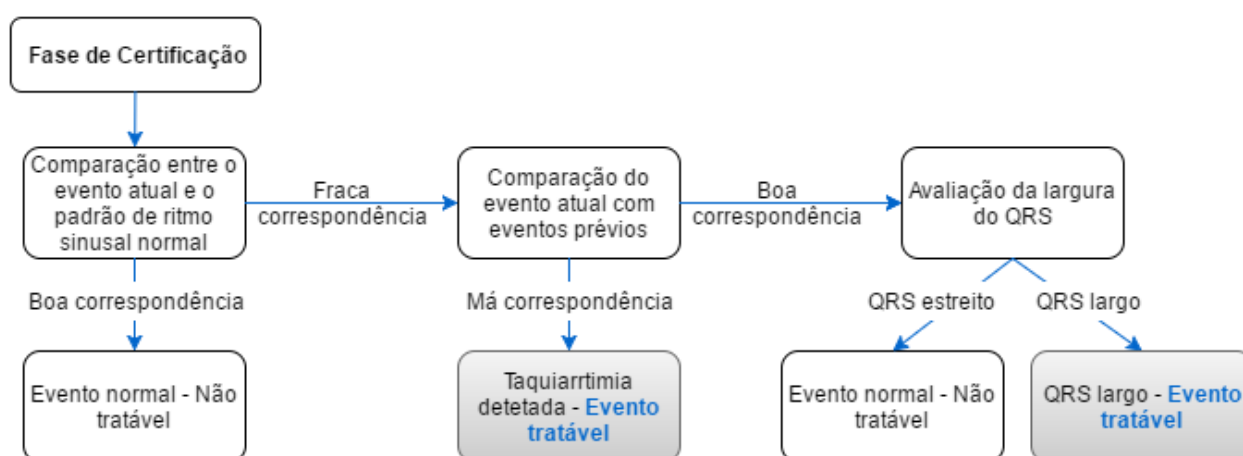 Fase de Certificação
Comparação entre o
evento atual e o
padrão de ritmo
sinusal normal
Fraca
correspondência
Comparação do
evento atual com
eventos prévios
Boa
correspondência
Avaliação da largura
do QRS
Boa correspondência
Má correspondência
QRS estreito
QRS largo
Evento normal - Não
tratável
Taquiarrtimia
detetada - Evento
tratável
Evento normal - Não
tratável
QRS largo - Evento
tratável